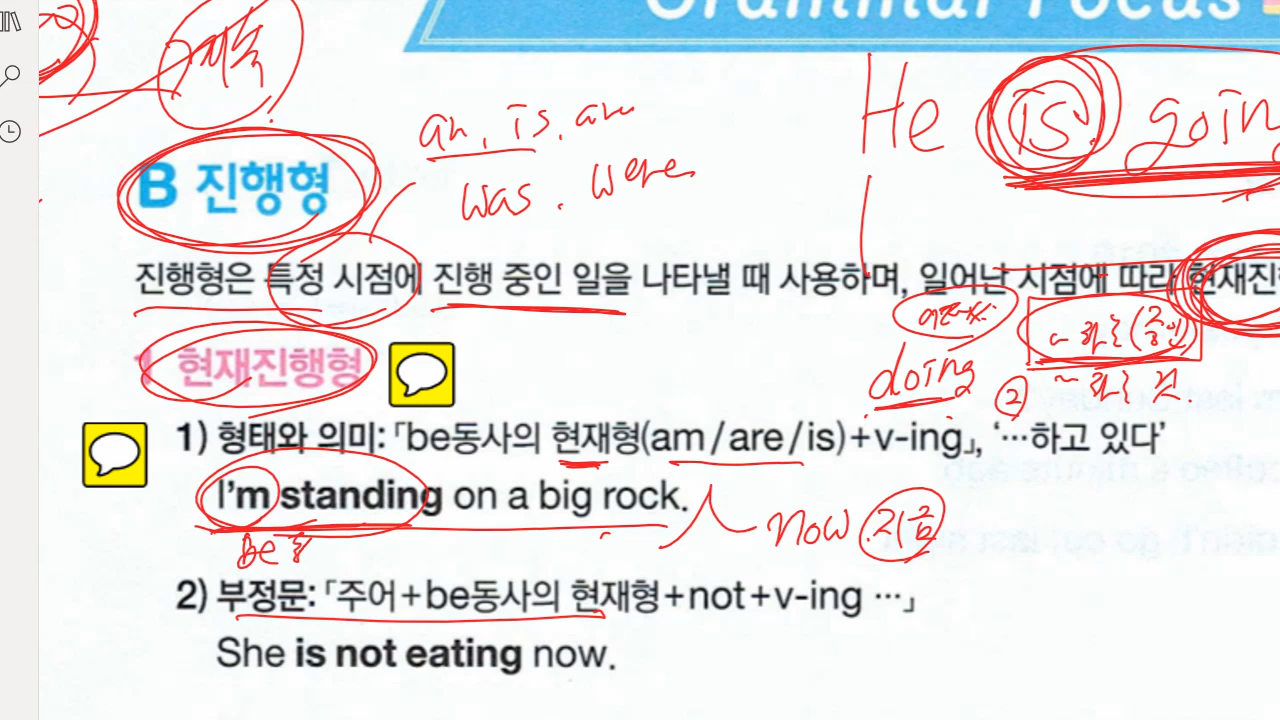 Grammar Focus
am, is, are
was, were
He is going
B 진행형
진행형은 특정 시점에 진행 중인 일을 나타낼 때 사용하며, 일어난 시점에 따라 현재진
1 현재진행형
doing
~하는(중인)
② ~하는 것.
1) 형태와 의미: 「be동사의 현재형(am/are/is)+v-ing」, ‘…하고 있다’
I’m standing on a big rock.
now 지금
Be동
2) 부정문: 「주어+be동사의 현재형+not+v-ing …」
She is not eating now.